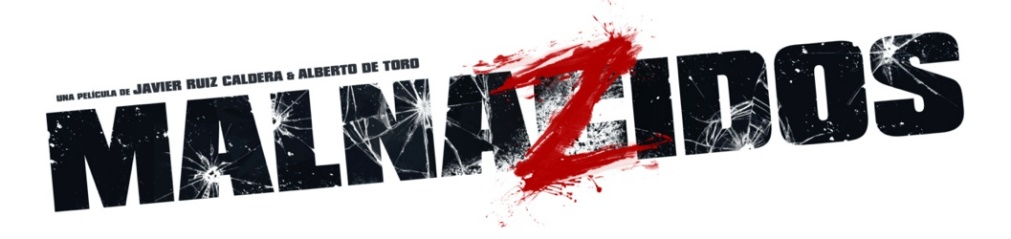 UNA PELÍCULA DE JAVIER RUIZ CALDERA & ALBERTO DE TORO
MALNAZIDOS